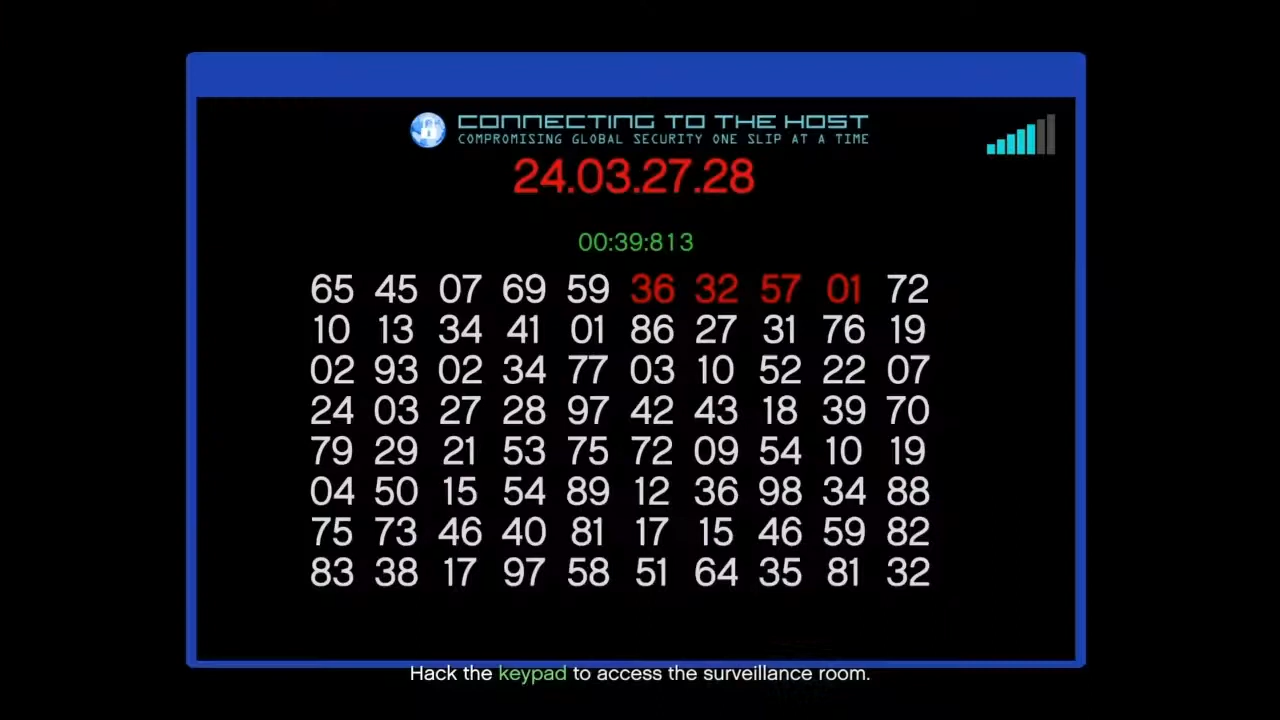 CONNECTING TO THE HOST
COMPROMISING GLOBAL SECURITY ONE SLIP AT A TIME
24.03.27.28
00:39:813
65 45 07 69 59 36 32 57 01 72
10 13 34 41 01 86 27 31 76 19
02 93 02 34 77 03 10 52 22 07
24 03 27 28 97 42 43 18 39 70
79 29 21 53 75 72 09 54 10 19
04 50 15 54 89 12 36 98 34 88
75 73 46 40 81 17 15 46 59 82
83 38 17 97 58 51 64 35 81 32
Hack the keypad to access the surveillance room.